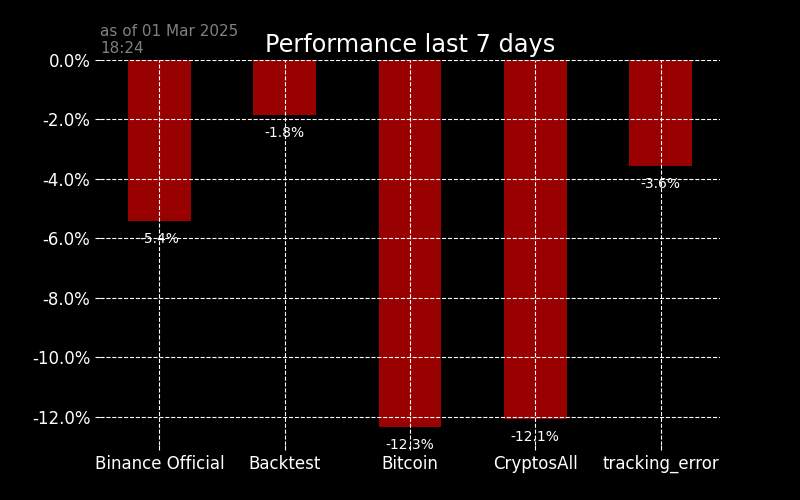 as of 01 Mar 2025
18:24
Performance last 7 days
0.0%
-2.0%
-4.0%
-6.0%
-8.0%
-10.0%
-12.0%
-5.4%
-1.8%
-12.3%
-12.1%
-3.6%
Binance Official
Backtest
Bitcoin
CryptosAll
tracking_error